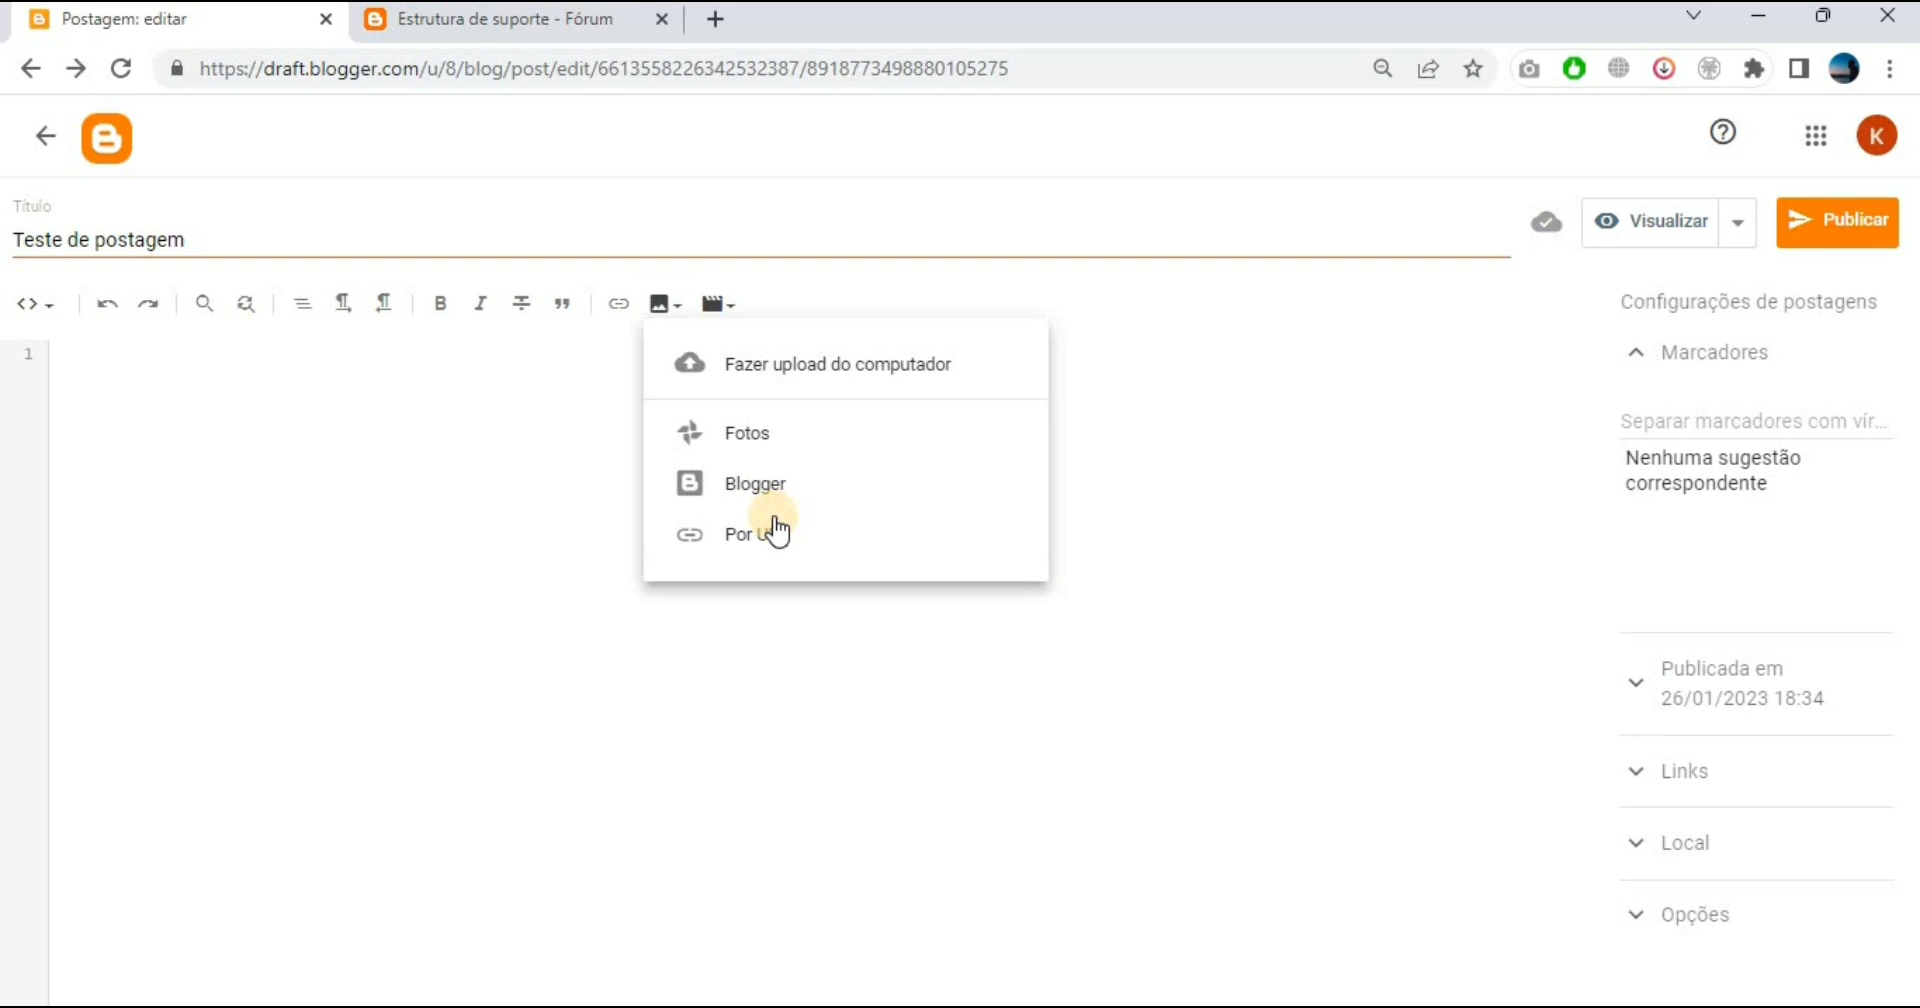 Postagem: editar
Estrutura de suporte - Fórum
https://draft.blogger.com/u/8/blog/post/edit/6613558226342532387/8918773498880105275
K
Título
Teste de postagem
Visualizar
Publicar
1
Fazer upload do computador
Fotos
Blogger
Por
Configurações de postagens
Marcadores
Separar marcadores com vír...
Nenhuma sugestão
correspondente
Publicada em
26/01/2023 18:34
Links
Local
Opções